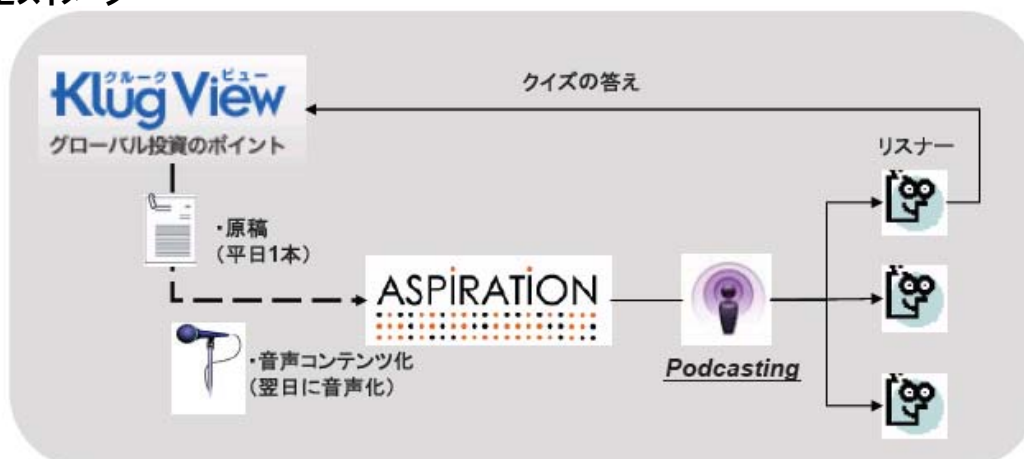 クイズの答え
クルーク ビュー
Klug View
グローバル投資のポイント
リスナー
・原稿
(平日1本)
ASPIRATION
・音声コンテンツ化
(翌日に音声化)
Podcasting